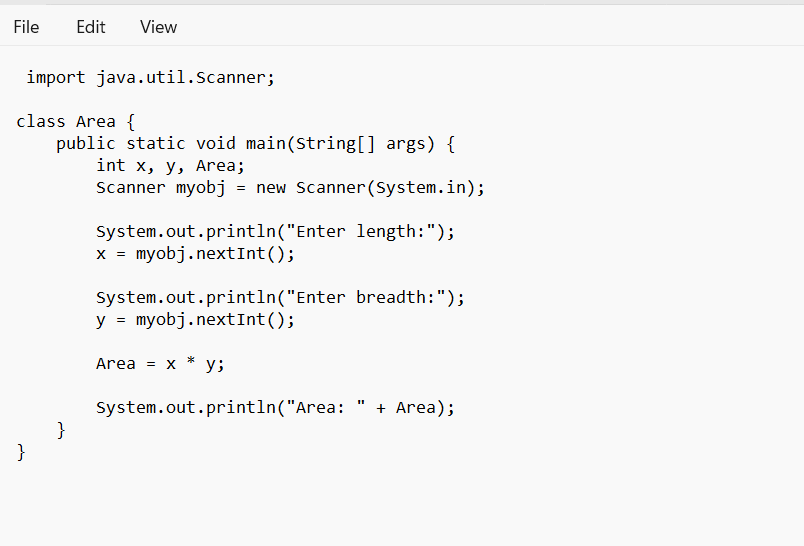 File Edit View
import java.util.Scanner;
class Area {
    public static void main(String[] args) {
        int x, y, Area;
        Scanner myobj = new Scanner(System.in);
        System.out.println("Enter length:");
        x = myobj.nextInt();
        System.out.println("Enter breadth:");
        y = myobj.nextInt();
        Area = x * y;
        System.out.println("Area: " + Area);
    }
}